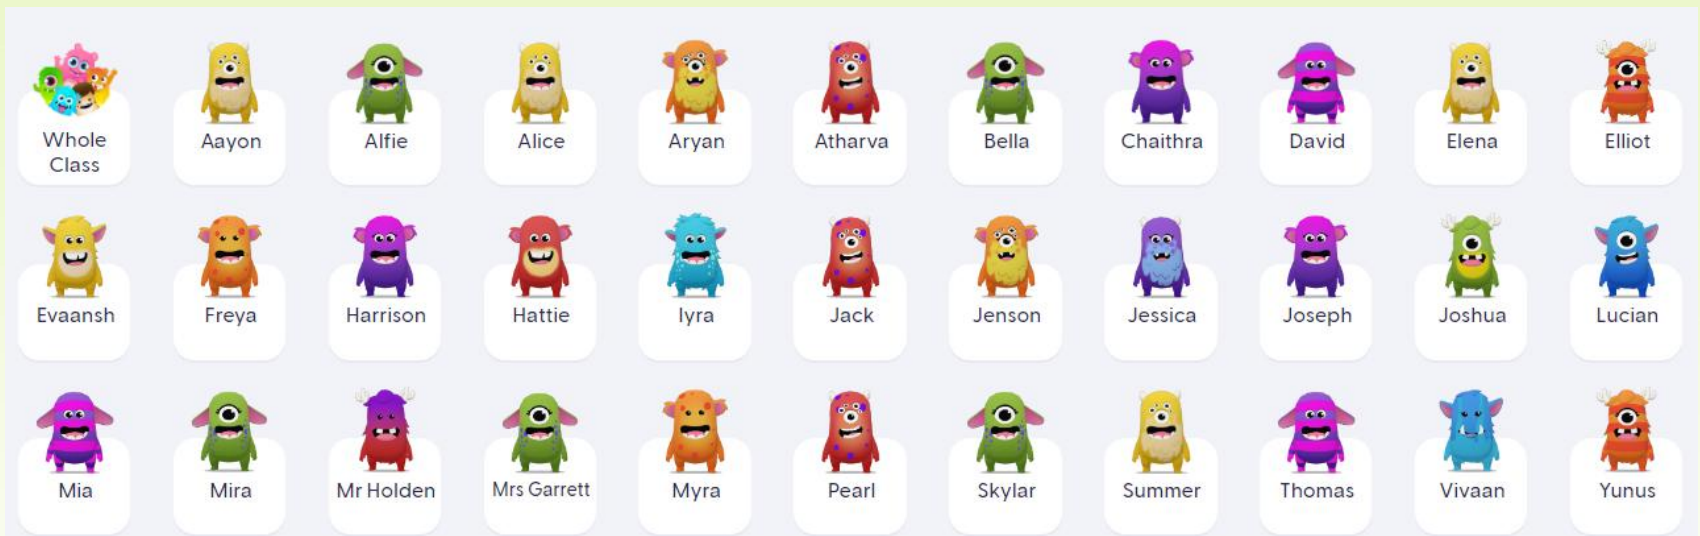 Whole
Class
Aayon
Alfie
Alice
Aryan
Atharva
Bella
Chaithra
David
Elena
Elliot
Evaansh
Freya
Harrison
Hattie
Iyra
Jack
Jenson
Jessica
Joseph
Joshua
Lucian
Mia
Mira
Mr Holden
Mrs Garrett
Myra
Pearl
Skylar
Summer
Thomas
Vivaan
Yunus